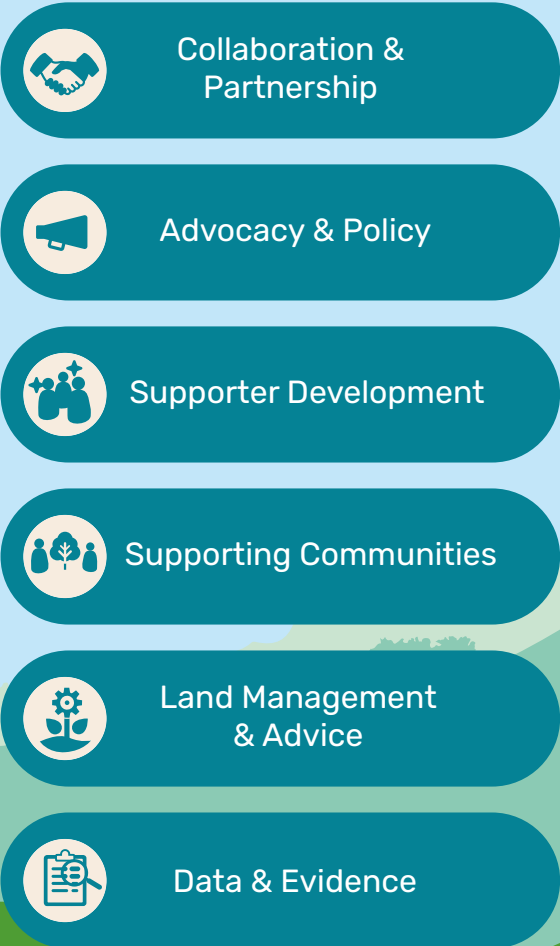 Collaboration &
Partnership
Advocacy & Policy
Supporter Development
Supporting Communities
Land Management
& Advice
Data & Evidence